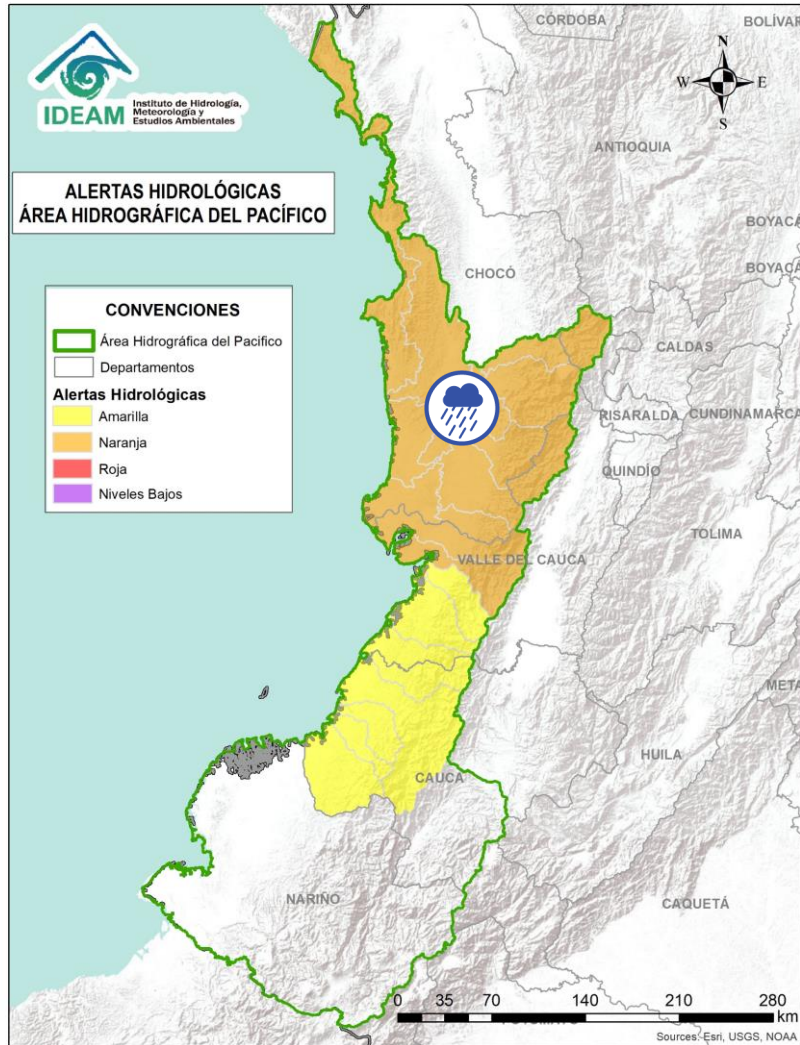 IDEAM
Instituto de Hidrología,
Meteorología y
Estudios Ambientales
ALERTAS HIDROLÓGICAS
ÁREA HIDROGRÁFICA DEL PACÍFICO
CONVENCIONES
Área Hidrográfica del Pacifico
Departamentos
Alertas Hidrológicas
Amarilla
Naranja
Roja
Niveles Bajos
CÓRDOBA
BOLÍVAR
N
W
E
S
ANTIOQUIA
BOYACÁ
CHOCÓ
BOYACÁ
CALDAS
RISARALDA
CUNDINAMARCA
QUINDÍO
TOLIMA
VALLE DEL CAUCA
META
HUILA
CAUCA
NARIÑO
CAQUETÁ
0 35 70 140 210 280
km
Sources: Esri, USGS, NOAA